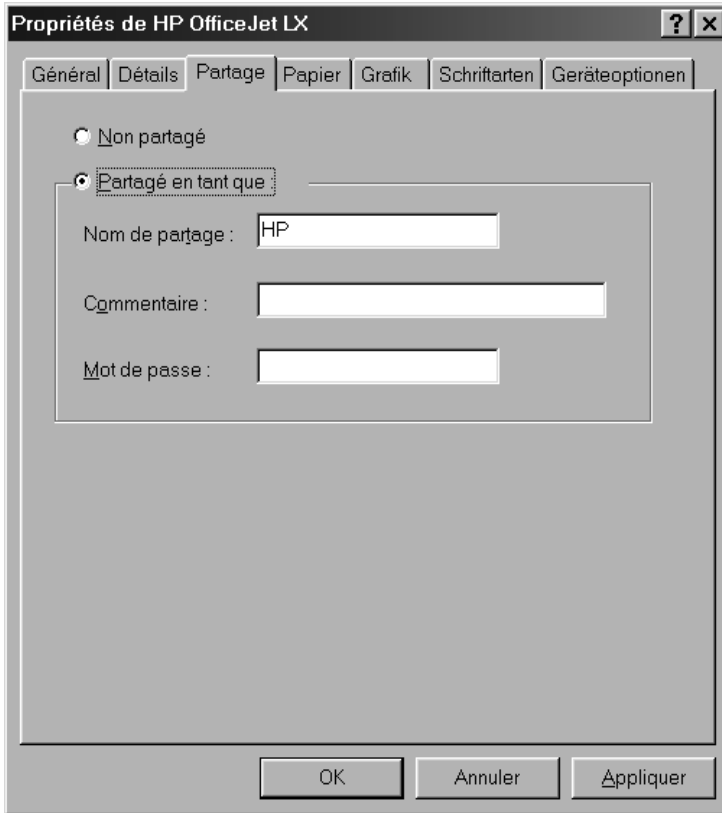 Propriétés de HP OfficeJet LX
Général Détails Partage Papier Grafik Schriftarten Geräteoptionen
Non partagé
Partagé en tant que :
Nom de partage : HP
Commentaire :
Mot de passe :
OK Annuler Appliquer